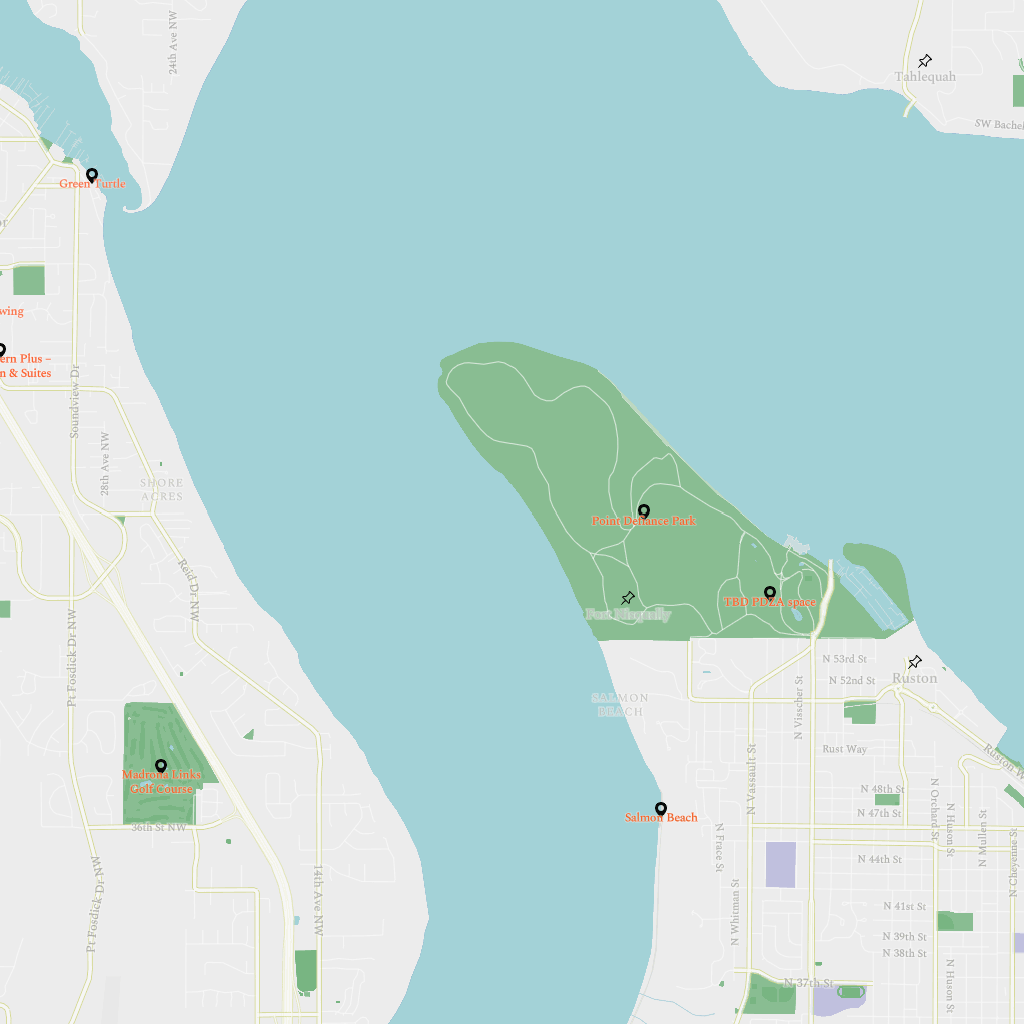 24th Ave NW
Tahlequah
SW Bachel
Green Turtle
or
wing
ern Plus –
n & Suites
Soundview Dr
28th Ave NW
SHORE
ACRES
Point Defiance Park
Reid Dr NW
TBD PDZA space
Fort Nisqually
Pt Fosdick Dr NW
N 53rd St
N 52nd St
Ruston
SALMON
BEACH
N Visscher St
Rust Way
Ruston W
Madrona Links
Golf Course
N Vassault St
N 48th St
N 47th St
Salmon Beach
36th St NW
N Orchard St
N Huson St
N Mullen St
N Frace St
N 44th St
N Cheyenne St
Pt Fosdick Dr NW
14th Ave NW
N Whitman St
N 41st St
N 39th St
N 38th St
N 37th St
N Huson St